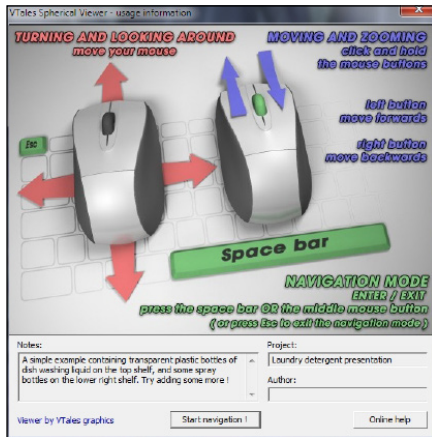 VTales Spherical Viewer - usage information
TURNING AND LOOKING AROUND
move your mouse
MOVING AND ZOOMING
click and hold
the mouse buttons
left button
move forwards
right button
move backwards
Esc
Space bar
NAVIGATION MODE
ENTER / EXIT
press the space bar OR the middle mouse button
( or press Esc to exit the navigation mode )
Notes:
A simple example containing transparent plastic bottles of
dish washing liquid on the top shelf, and some spray
bottles on the lower right shelf. Try adding some more !
Project:
Laundry detergent presentation
Author:
Viewer by VTales graphics
Start navigation !
Online help